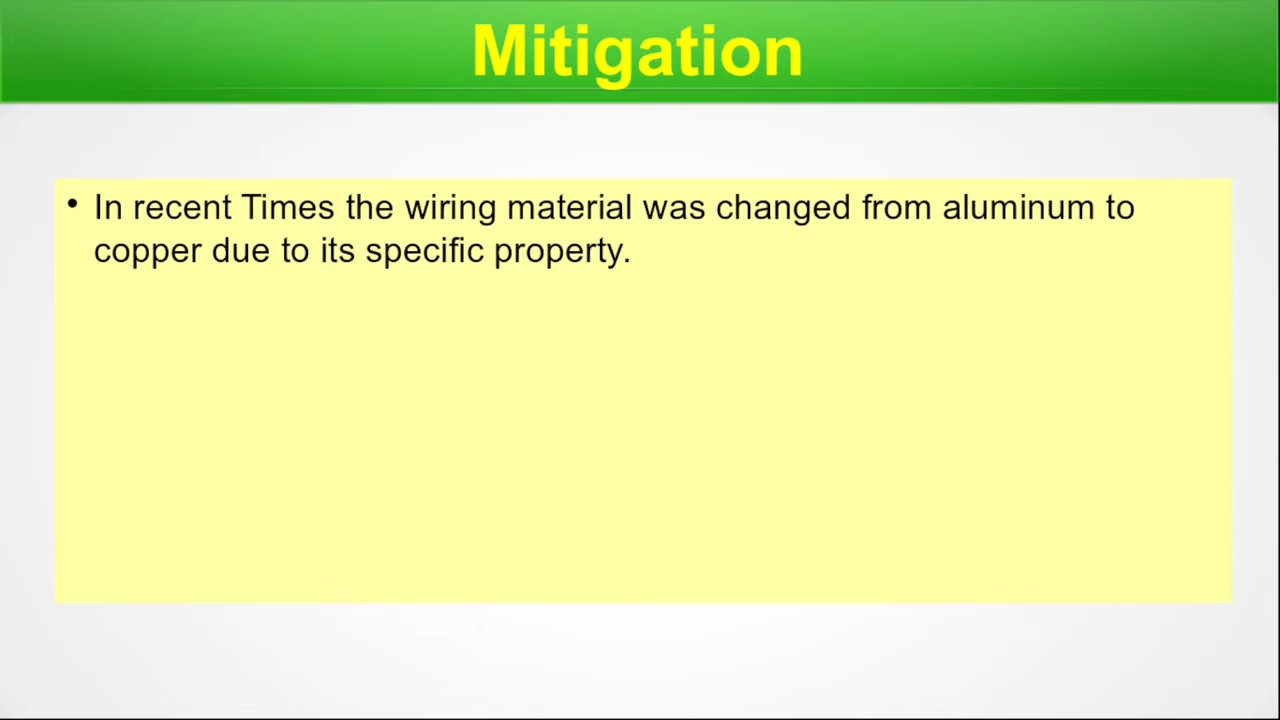 Mitigation
• In recent Times the wiring material was changed from aluminum to
copper due to its specific property.